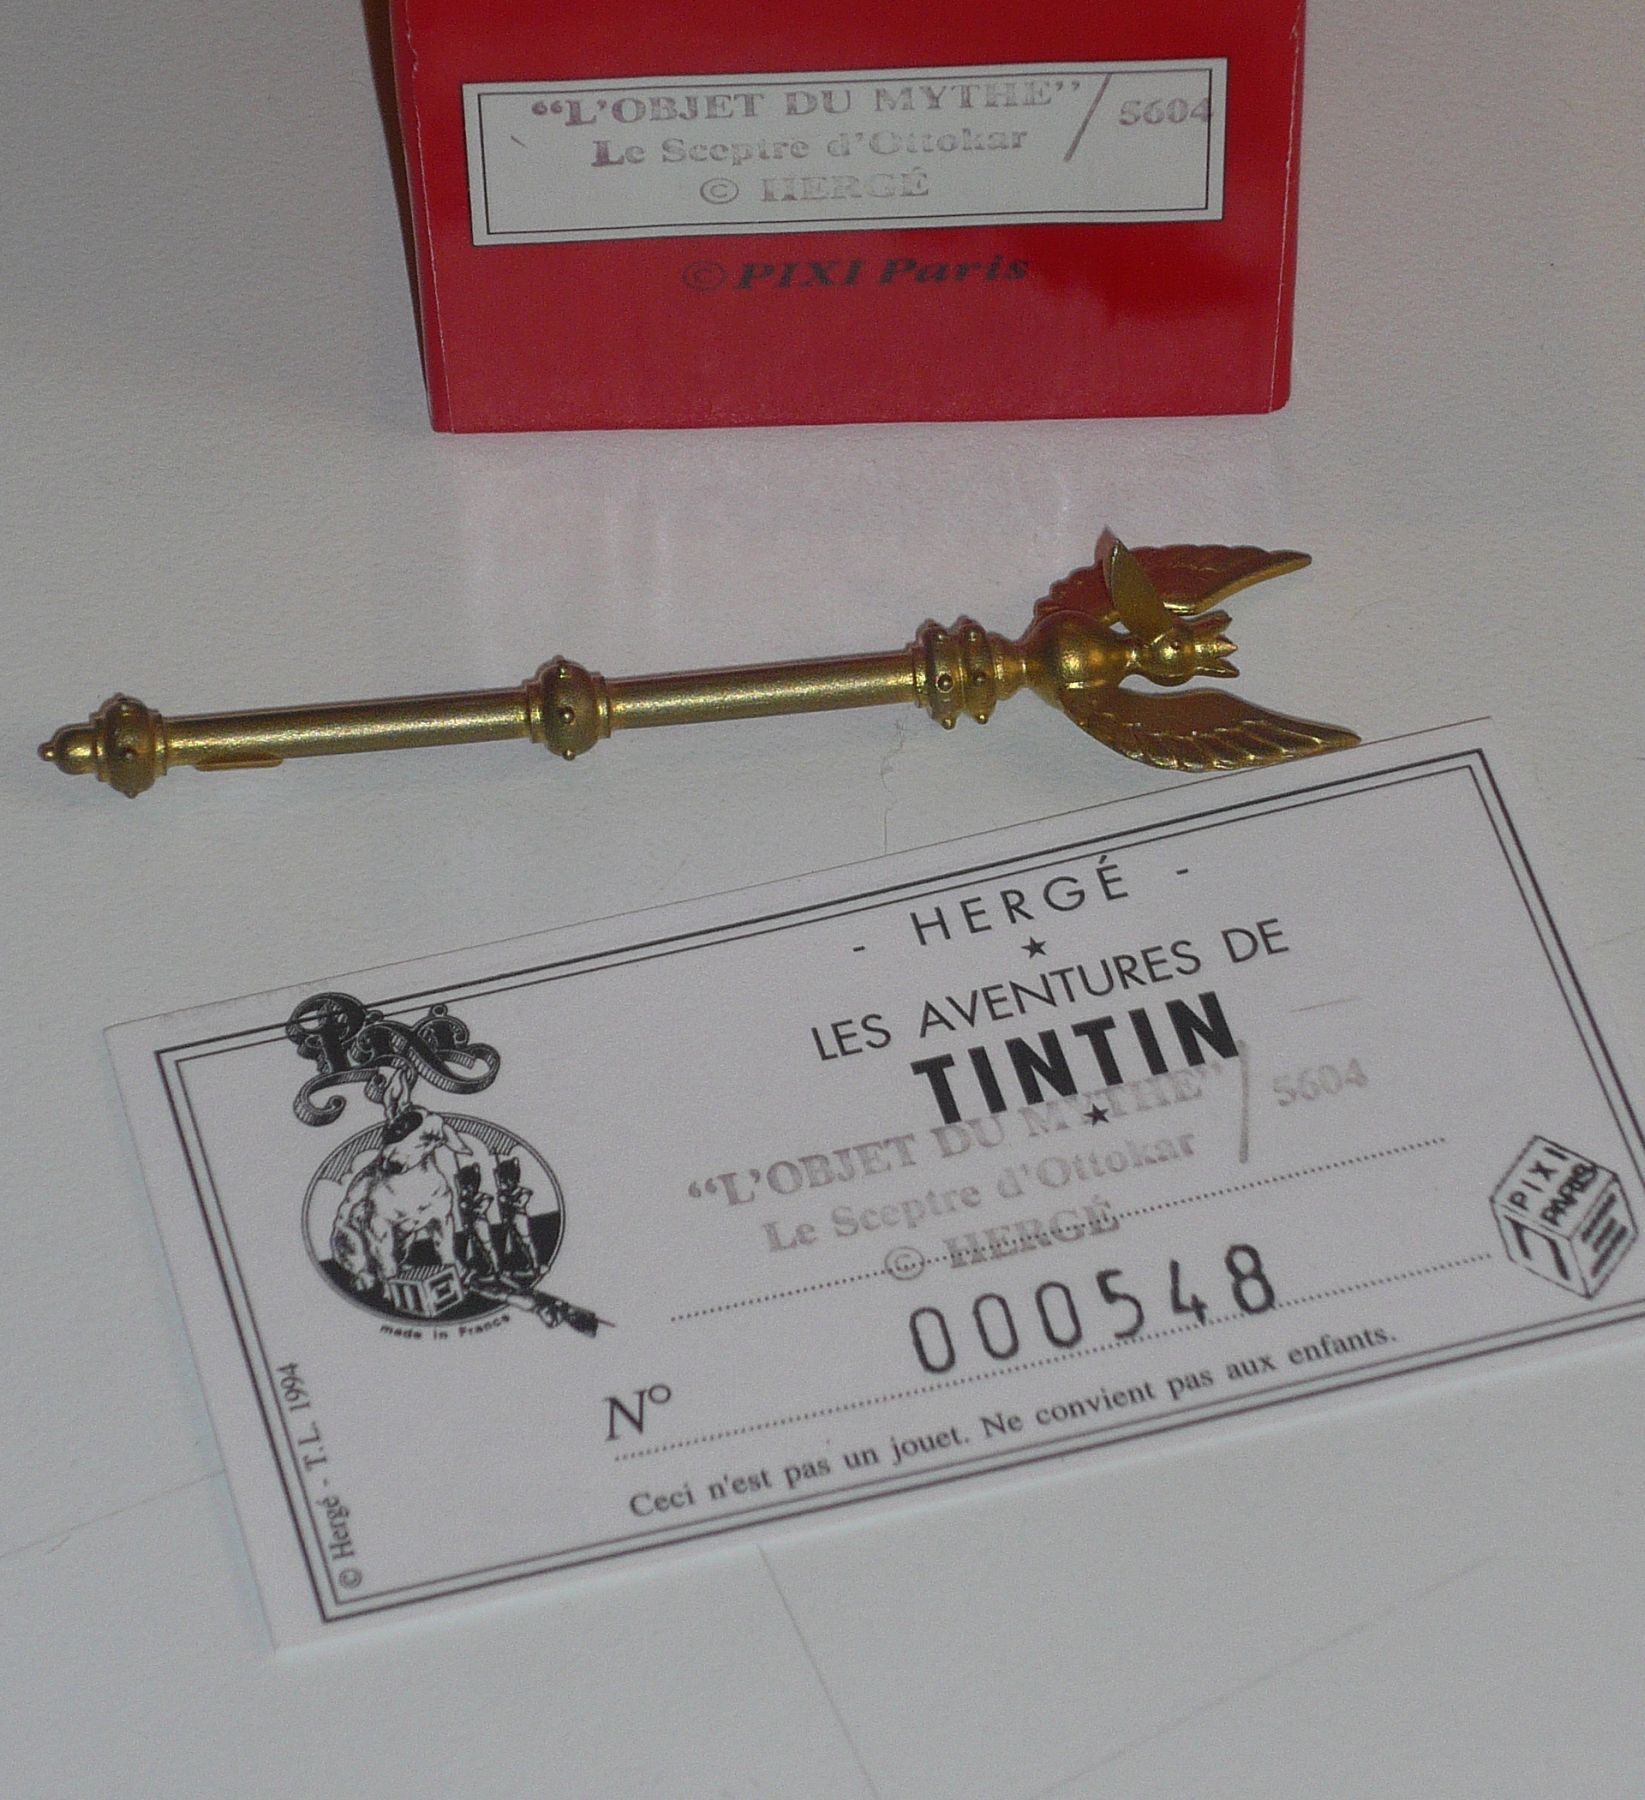 “L’OBJET DU MYTHE” / 5604
Le Sceptre d’Ottokar
© HERGÉ
© PIXI Paris
- HERGÉ -
LES AVENTURES DE
TINTIN
“L’OBJET DU MYTHE” / 5604
Le Sceptre d’Ottokar
© HERGÉ
N° 000548
Ceci n'est pas un jouet. Ne convient pas aux enfants.
Pixi
made in France
© Hergé - T.L. 1994
PIXI
PARIS